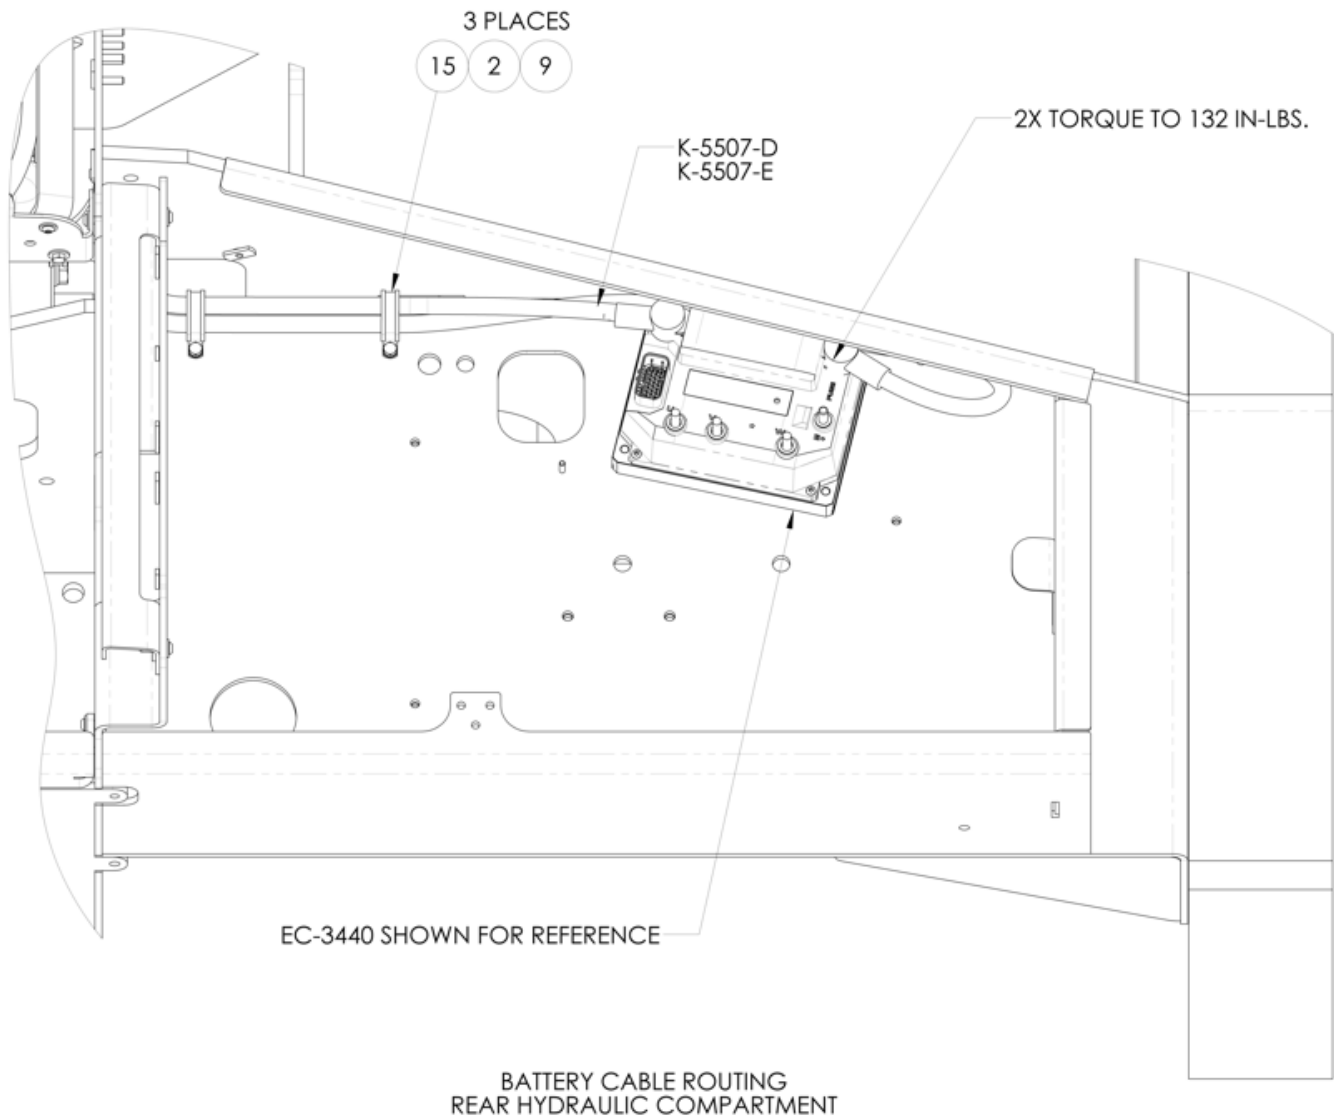 3 PLACES
15 2 9
2X TORQUE TO 132 IN-LBS.
K-5507-D
K-5507-E
EC-3440 SHOWN FOR REFERENCE
BATTERY CABLE ROUTING
REAR HYDRAULIC COMPARTMENT